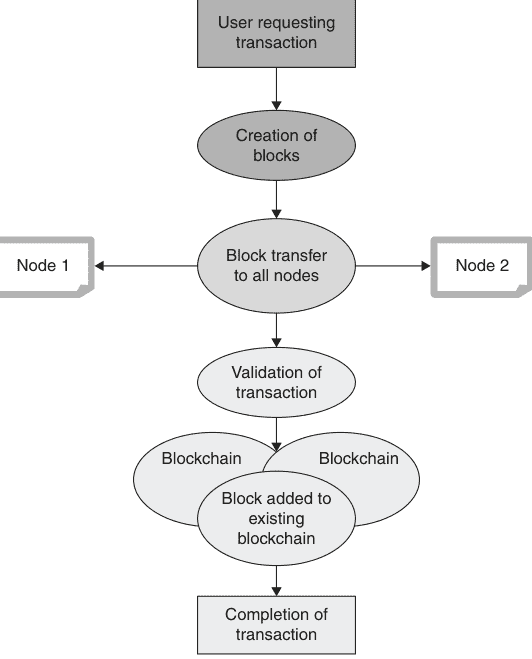 User requesting
transaction
Creation of
blocks
Node 1
Block transfer
to all nodes
Node 2
Validation of
transaction
Blockchain
Blockchain
Block added to
existing
blockchain
Completion of
transaction